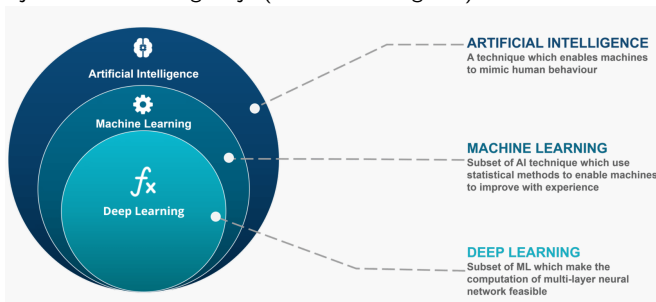 Artificial Intelligence
Machine Learning
fx
Deep Learning
ARTIFICIAL INTELLIGENCE
A technique which enables machines
to mimic human behaviour
MACHINE LEARNING
Subset of AI technique which use
statistical methods to enable machines
to improve with experience
DEEP LEARNING
Subset of ML which make the
computation of multi-layer neural
network feasible